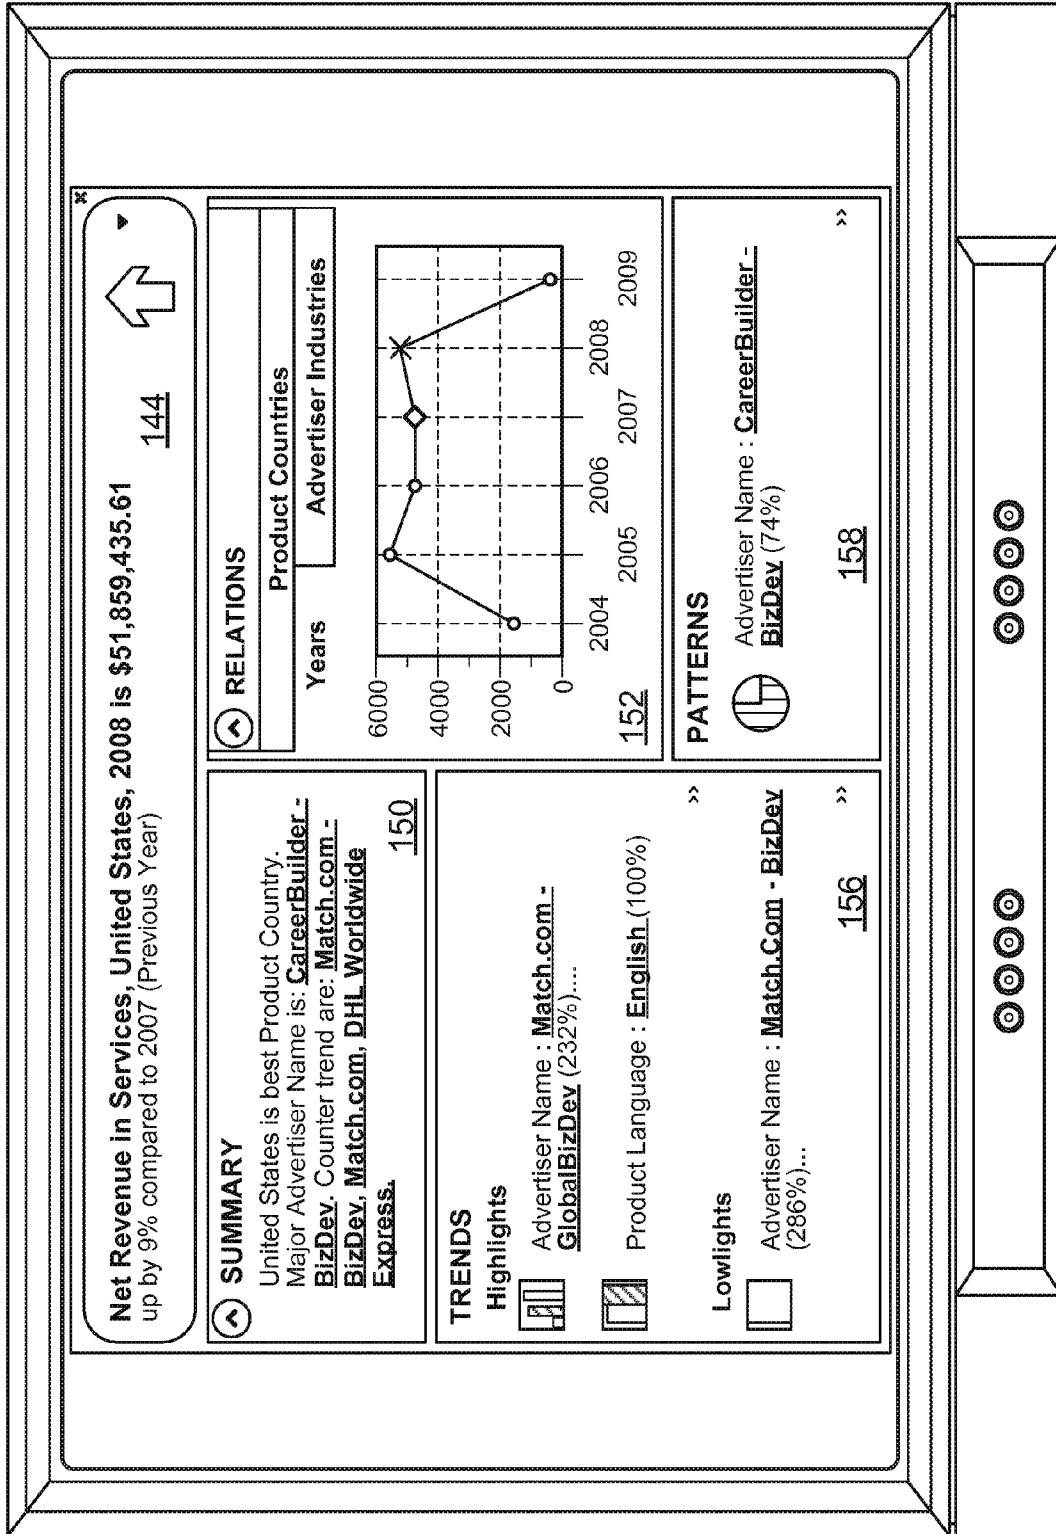 Net Revenue in Services, United States, 2008 is $51,859,435.61
up by 9% compared to 2007 (Previous Year)
144
SUMMARY
United States is best Product Country.
Major Advertiser Name is: CareerBuilder -
BizDev. Counter trend are: Match.com -
BizDev, Match.com, DHL Worldwide
Express.
150
TRENDS
Highlights
Advertiser Name : Match.com -
GlobalBizDev (232%)....
Product Language : English (100%)
>>
Lowlights
Advertiser Name : Match.Com - BizDev
(286%)...
156
>>
RELATIONS
Product Countries
Years
Advertiser Industries
6000
4000
2000
0
2004
2005
2006
2007
2008
2009
152
PATTERNS
Advertiser Name : CareerBuilder -
BizDev (74%)
158
>>